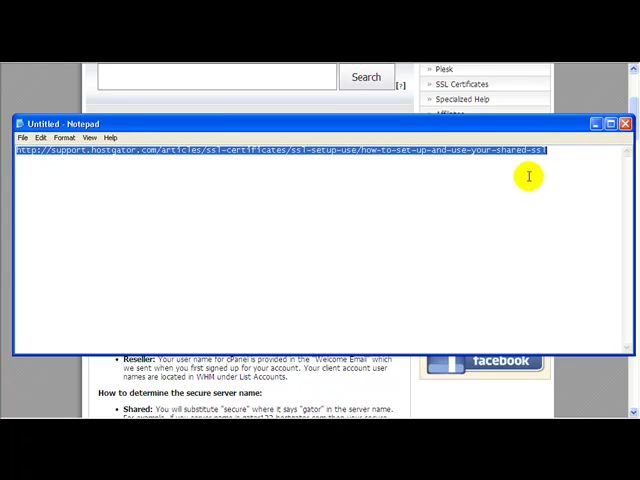 Plesk
SSL Certificates
Specialized Help
Search
[?]
Untitled - Notepad
File Edit Format View Help
http://support.hostgator.com/articles/ssl-certificates/ssl-setup-use/how-to-set-up-and-use-your-shared-ssl
Reseller: Your user name for cPanel is provided in the "Welcome Email" which
we sent when you first signed up for your account. Your client account user
names are located in WHM under List Accounts.
facebook
How to determine the secure server name:
Shared: You will substitute "secure" where it says "gator" in the server name.